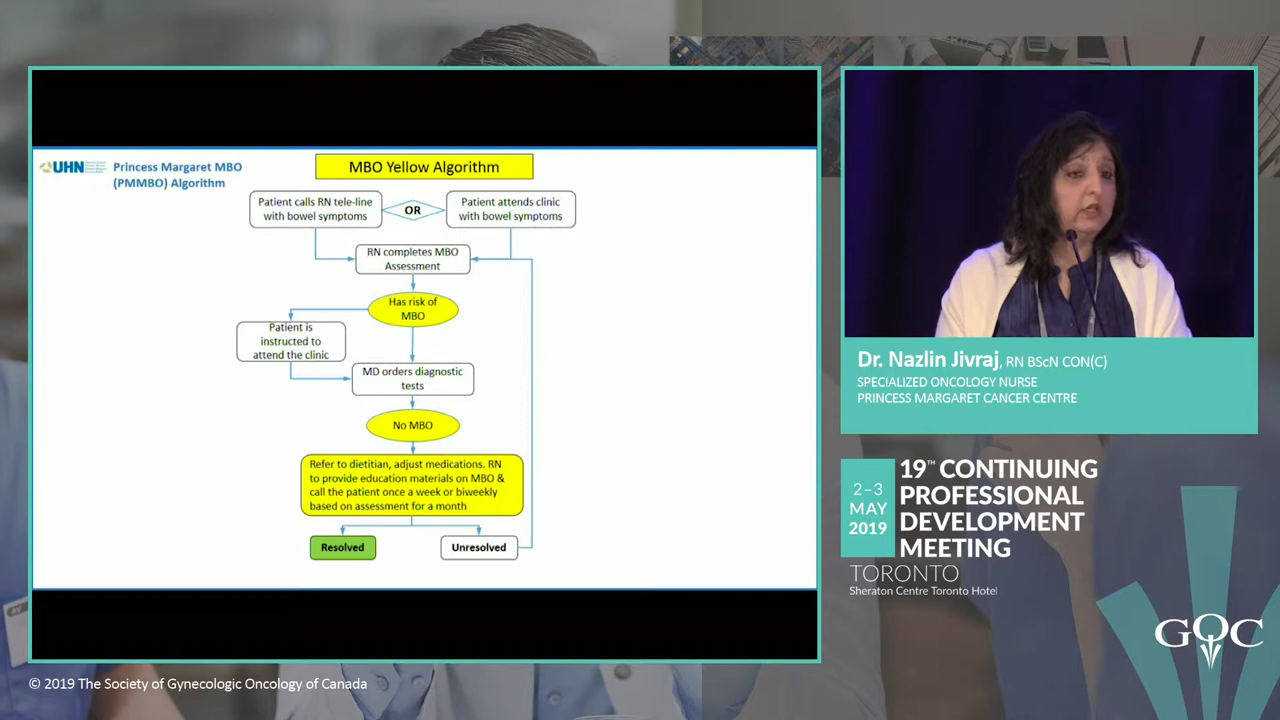 UHN
Princess Margaret MBO
(PMMBO) Algorithm
MBO Yellow Algorithm
Patient calls RN tele-line
with bowel symptoms
OR
Patient attends clinic
with bowel symptoms
RN completes MBO
Assessment
Has risk of
MBO
Patient is
instructed to
attend the clinic
MD orders diagnostic
tests
No MBO
Refer to dietitian, adjust medications. RN
to provide education materials on MBO &
call the patient once a week or biweekly
based on assessment for a month
Resolved
Unresolved
Dr. Nazlin Jivraj, RN BScN CON(C)
SPECIALIZED ONCOLOGY NURSE
PRINCESS MARGARET CANCER CENTRE
2–3
MAY
2019
19TH CONTINUING
PROFESSIONAL
DEVELOPMENT
MEETING
TORONTO
Sheraton Centre Toronto Hotel
GOC
© 2019 The Society of Gynecologic Oncology of Canada